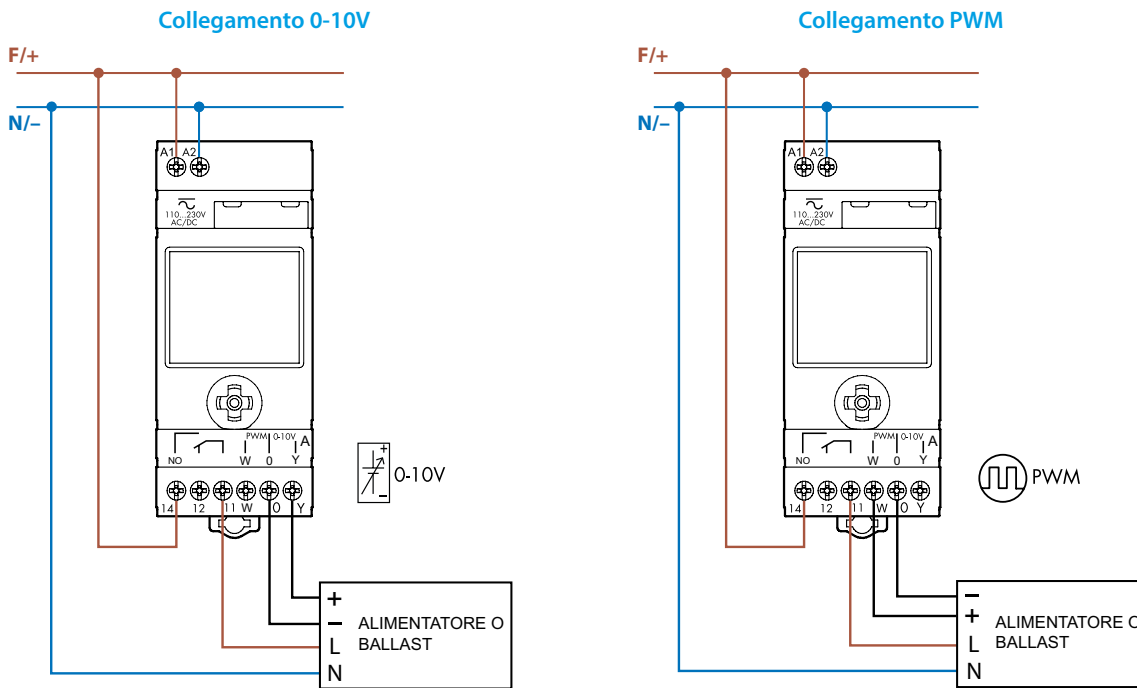 Collegamento 0-10V
F/+
N/–
A1 A2
110...230V
AC/DC
PWM 0-10V A
NO W 0 Y
14 12 11 W 0 Y
0-10V
+
–
+
– ALIMENTATORE O
L BALLAST
N
Collegamento PWM
F/+
N/–
A1 A2
110...230V
AC/DC
PWM 0-10V A
NO W 0 Y
14 12 11 W 0 Y
PWM
–
+ ALIMENTATORE O
L BALLAST
N